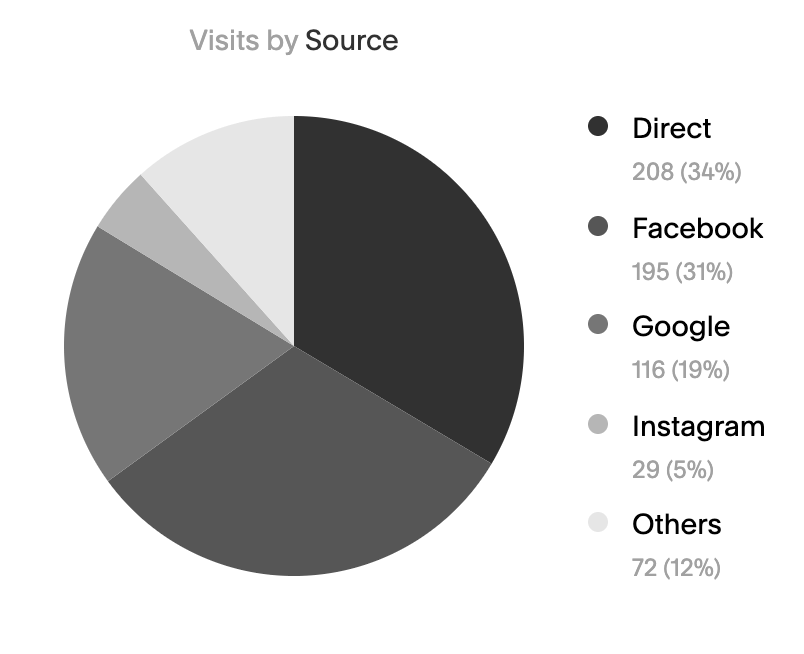 Visits by Source
Direct
208 (34%)
Facebook
195 (31%)
Google
116 (19%)
Instagram
29 (5%)
Others
72 (12%)